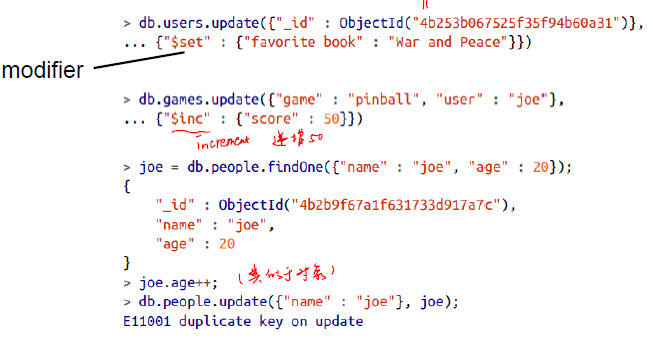 > db.users.update({"_id" : ObjectId("4b253b067525f35f94b60a31")},
... {"$set" : {"favorite book" : "War and Peace"}})
modifier
> db.games.update({"game" : "pinball", "user" : "joe"},
... {"$inc" : {"score" : 50}})
increment 递增50
> joe = db.people.findOne({"name" : "joe", "age" : 20});
{
"_id" : ObjectId("4b2b9f67a1f631733d917a7c"),
"name" : "joe",
"age" : 20
}
> joe.age++; (类似于对象)
> db.people.update({"name" : "joe"}, joe);
E11001 duplicate key on update